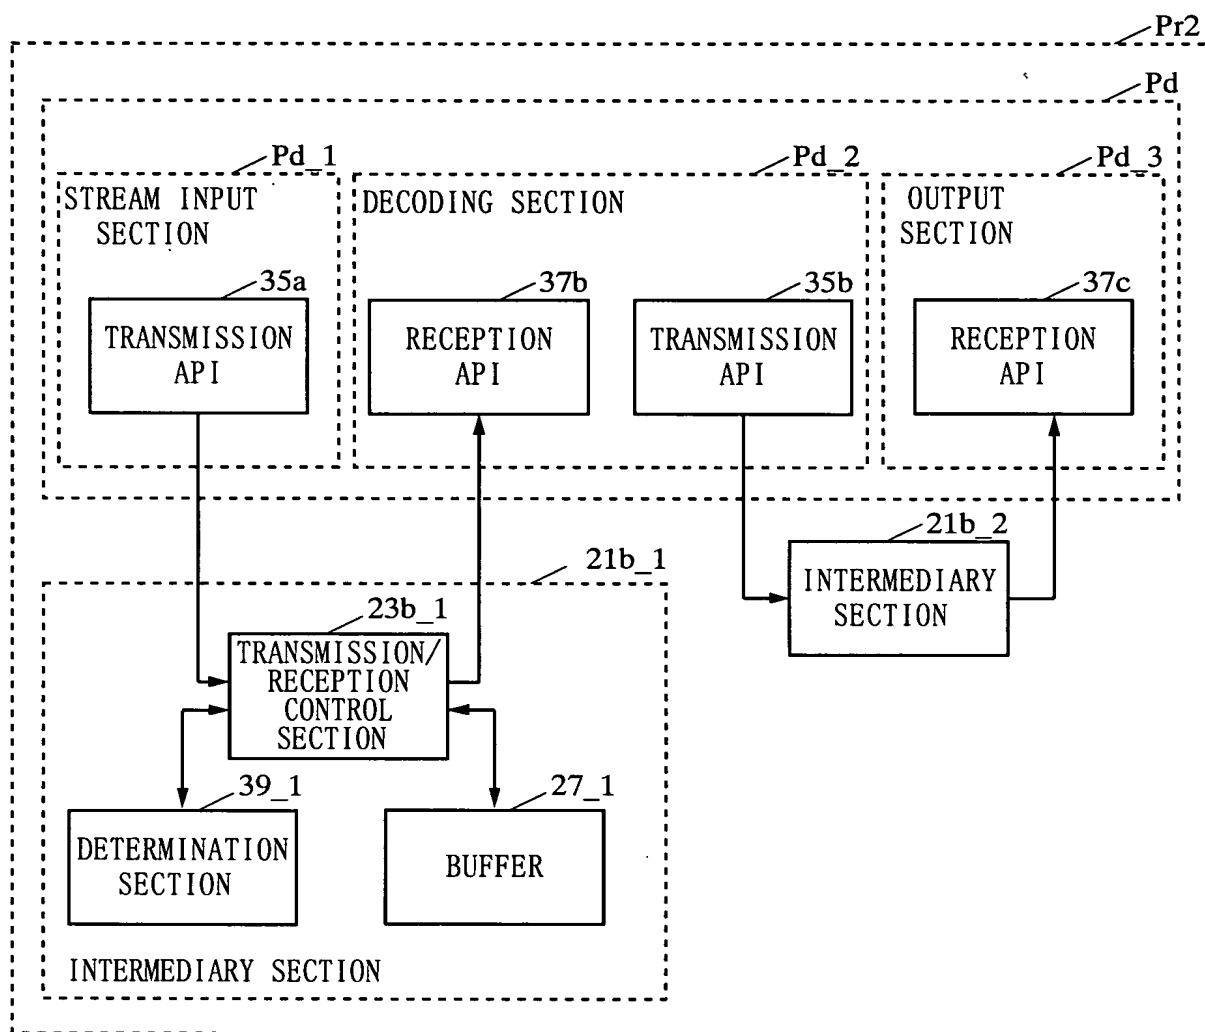 Pr2
Pd
Pd_1
Pd_2
Pd_3
STREAM INPUT
SECTION
DECODING SECTION
OUTPUT
SECTION
35a
37b
35b
37c
TRANSMISSION
API
RECEPTION
API
TRANSMISSION
API
RECEPTION
API
21b_2
INTERMEDIARY
SECTION
21b_1
23b_1
TRANSMISSION/
RECEPTION
CONTROL
SECTION
39_1
27_1
DETERMINATION
SECTION
BUFFER
INTERMEDIARY SECTION